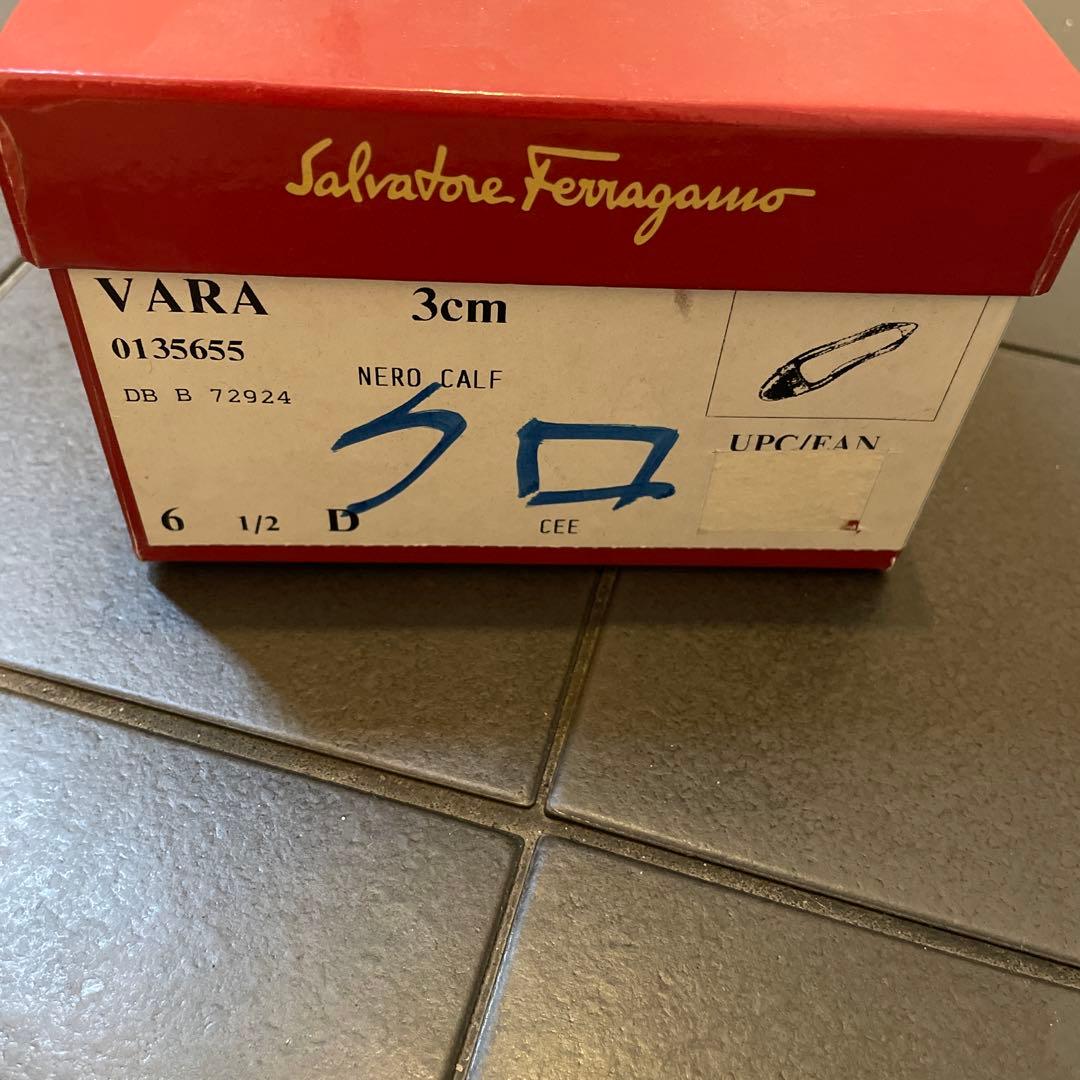 Salvatore Ferragamo
VARA 3cm
0135655
NERO CALF
DB B 72924
クロ
UPC/EAN
6 1/2 D
CEE